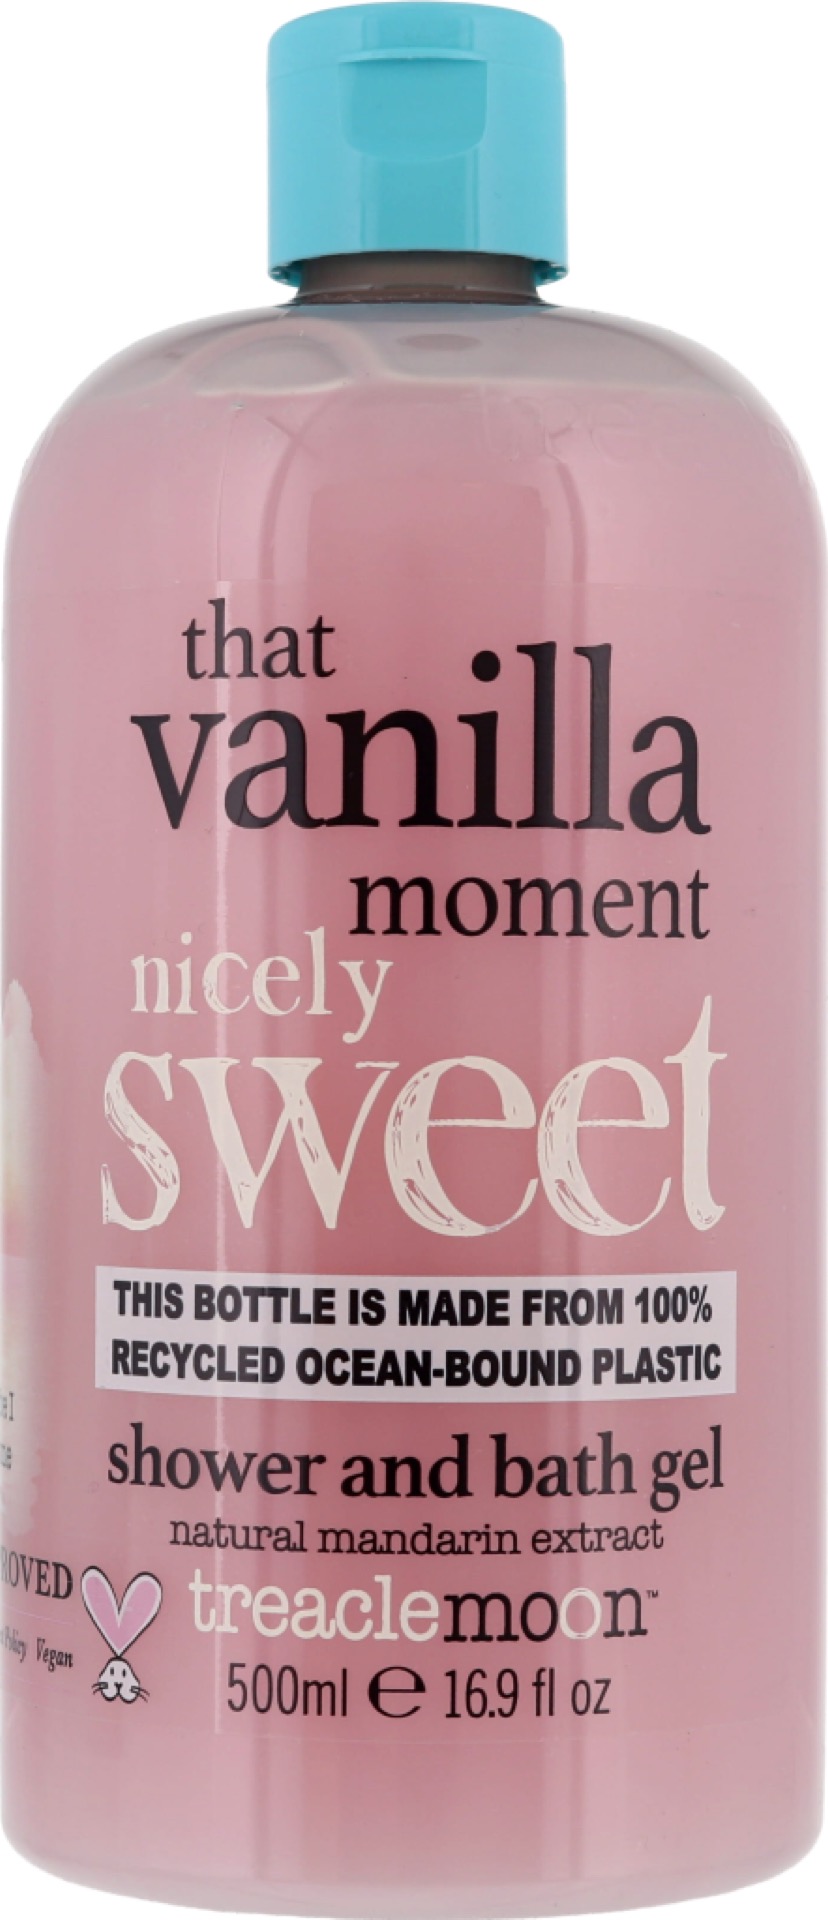 that
vanilla
moment
nicely
sweet
THIS BOTTLE IS MADE FROM 100%
RECYCLED OCEAN-BOUND PLASTIC
shower and bath gel
natural mandarin extract
treaclemoon™
500ml ℮ 16.9 fl oz
Vegan